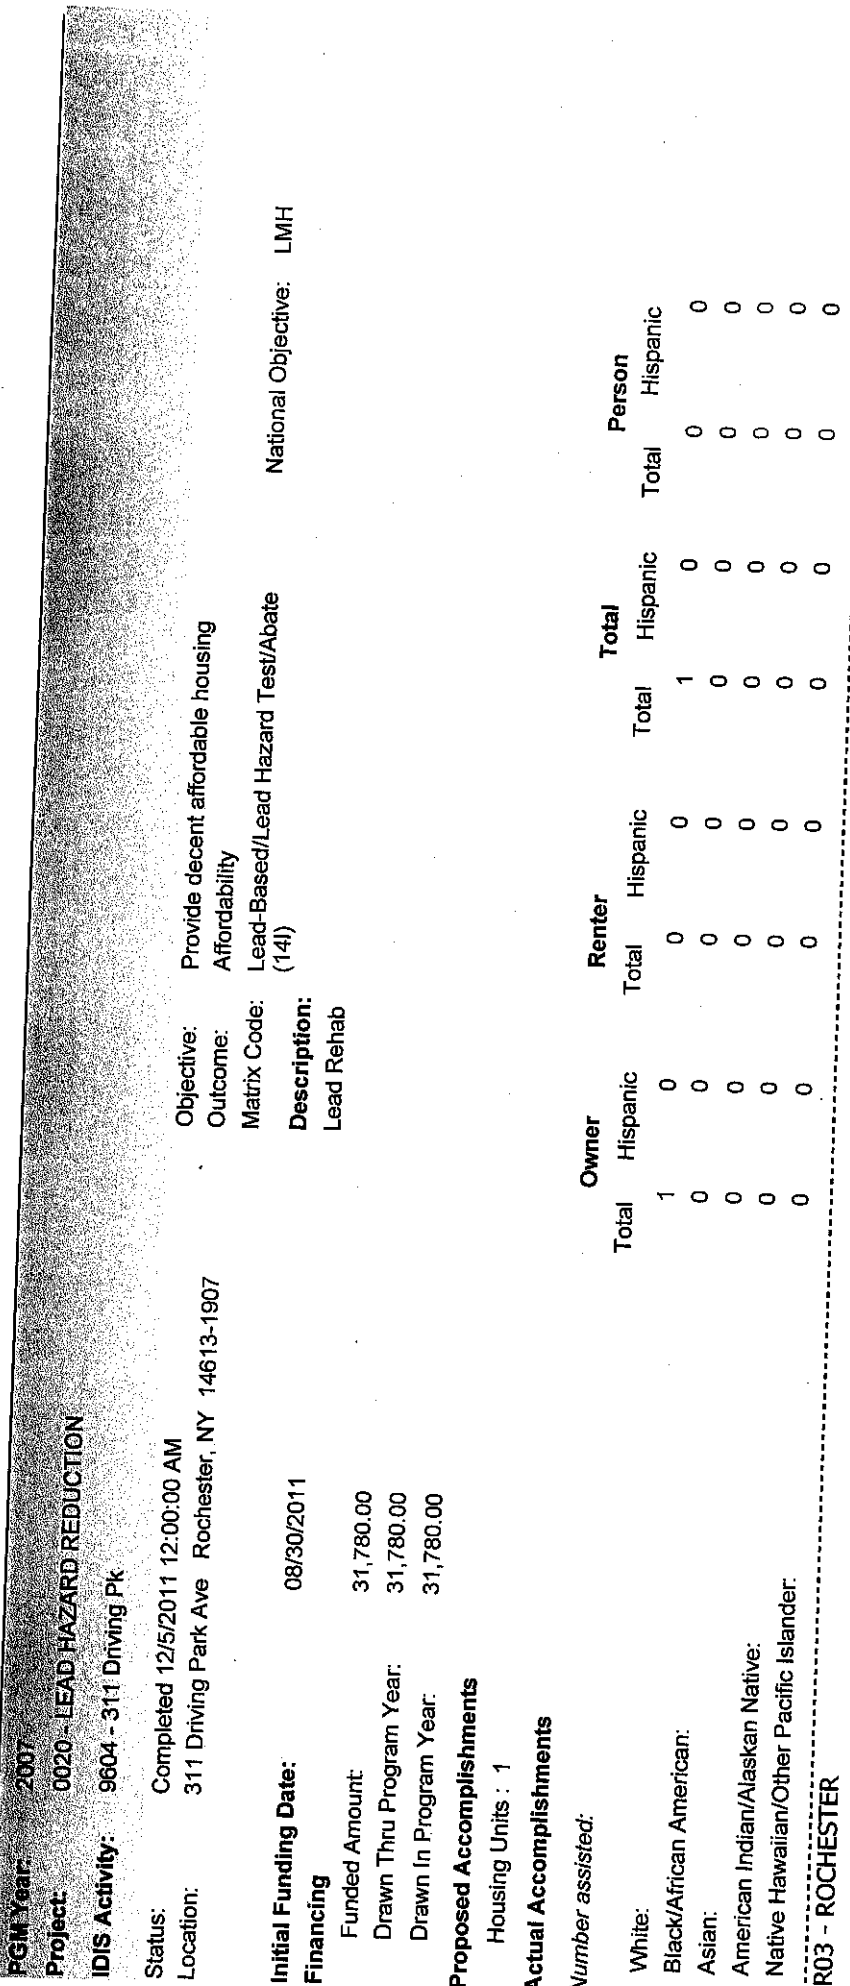 PGM Year: 2007
Project: 0020 - LEAD HAZARD REDUCTION
IDIS Activity: 9604 - 311 Driving Pk
Status: Completed 12/5/2011 12:00:00 AM Objective: Provide decent affordable housing
Location: 311 Driving Park Ave Rochester, NY 14613-1907 Outcome: Affordability
Matrix Code: Lead-Based/Lead Hazard Test/Abate National Objective: LMH
(14I)
Initial Funding Date: 08/30/2011 Description:
Financing Lead Rehab
Funded Amount: 31,780.00
Drawn Thru Program Year: 31,780.00
Drawn In Program Year: 31,780.00
Proposed Accomplishments
Housing Units : 1
Actual Accomplishments
Number assisted: Owner Renter Total Person
Total Hispanic Total Hispanic Total Hispanic Total Hispanic
White: 1 0 0 0 1 0 0 0
Black/African American: 0 0 0 0 0 0 0 0
Asian: 0 0 0 0 0 0 0 0
American Indian/Alaskan Native: 0 0 0 0 0 0 0 0
Native Hawaiian/Other Pacific Islander: 0 0 0 0 0 0 0 0
R03 - ROCHESTER